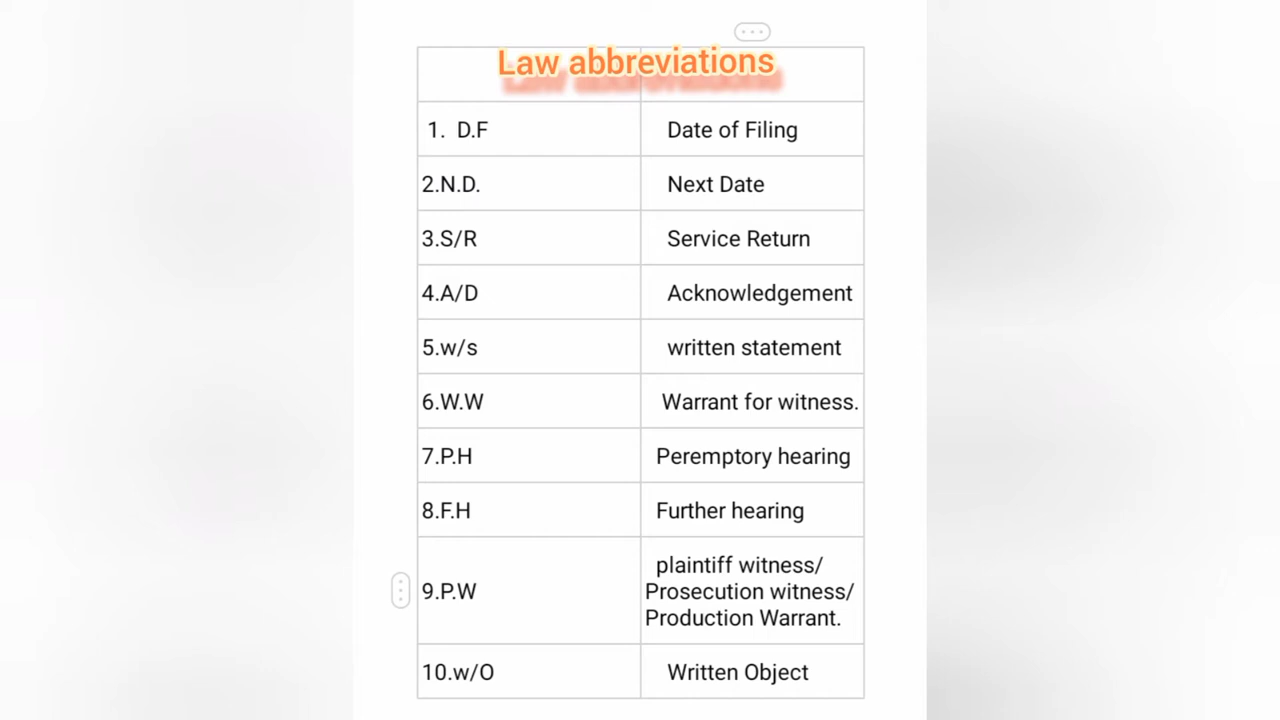 Law abbreviations
1. D.F Date of Filing
2.N.D. Next Date
3.S/R Service Return
4.A/D Acknowledgement
5.w/s written statement
6.W.W Warrant for witness.
7.P.H Peremptory hearing
8.F.H Further hearing
9.P.W plaintiff witness/
Prosecution witness/
Production Warrant.
10.w/O Written Object